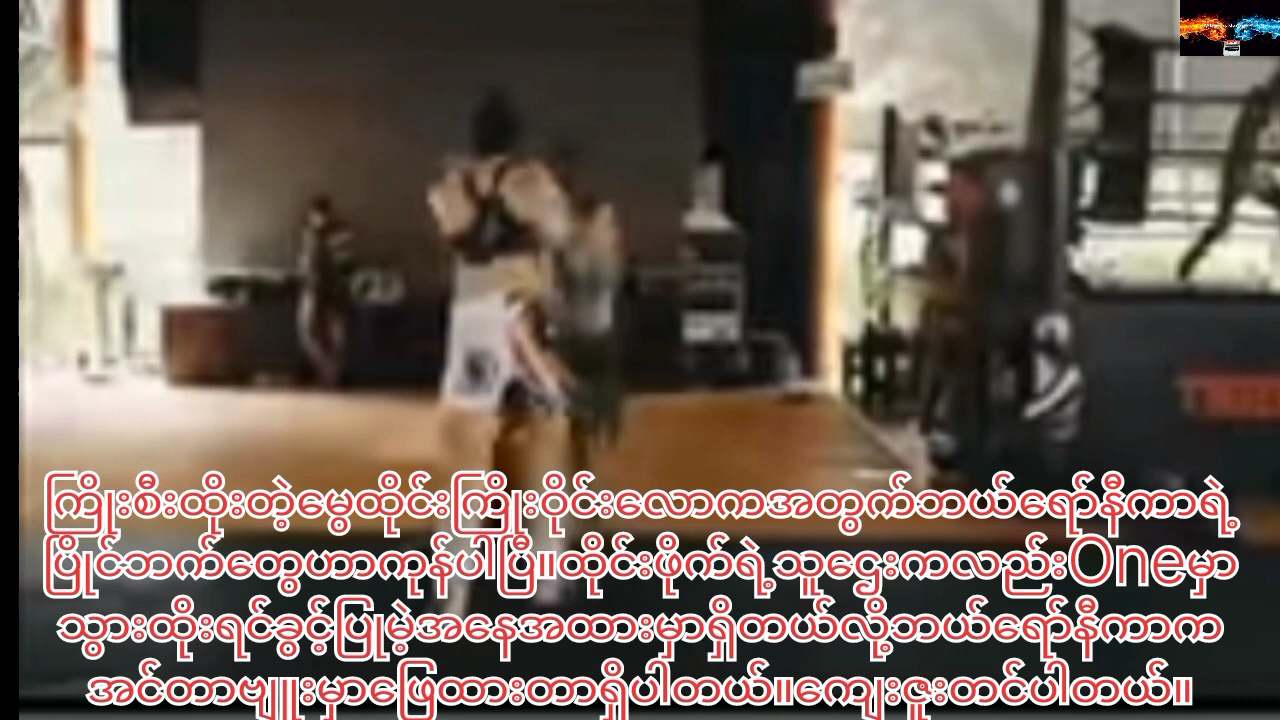 ကြိုးစီးထိုးတဲ့မွေထိုင်းကြိုးဝိုင်းလောကအတွက်ဘယ်ရော်နီကာရဲ့
ပြိုင်ဘက်တွေဟာကုန်ပါပြီ။ထိုင်းဖိုက်ရဲ့သူဌေးကလည်းOneမှာ
သွားထိုးရင်ခွင့်ပြုမဲ့အနေအထားမှာရှိတယ်လို့ဘယ်ရော်နီကာက
အင်တာဗျူးမှာဖြေထားတာရှိပါတယ်။ကျေးဇူးတင်ပါတယ်။